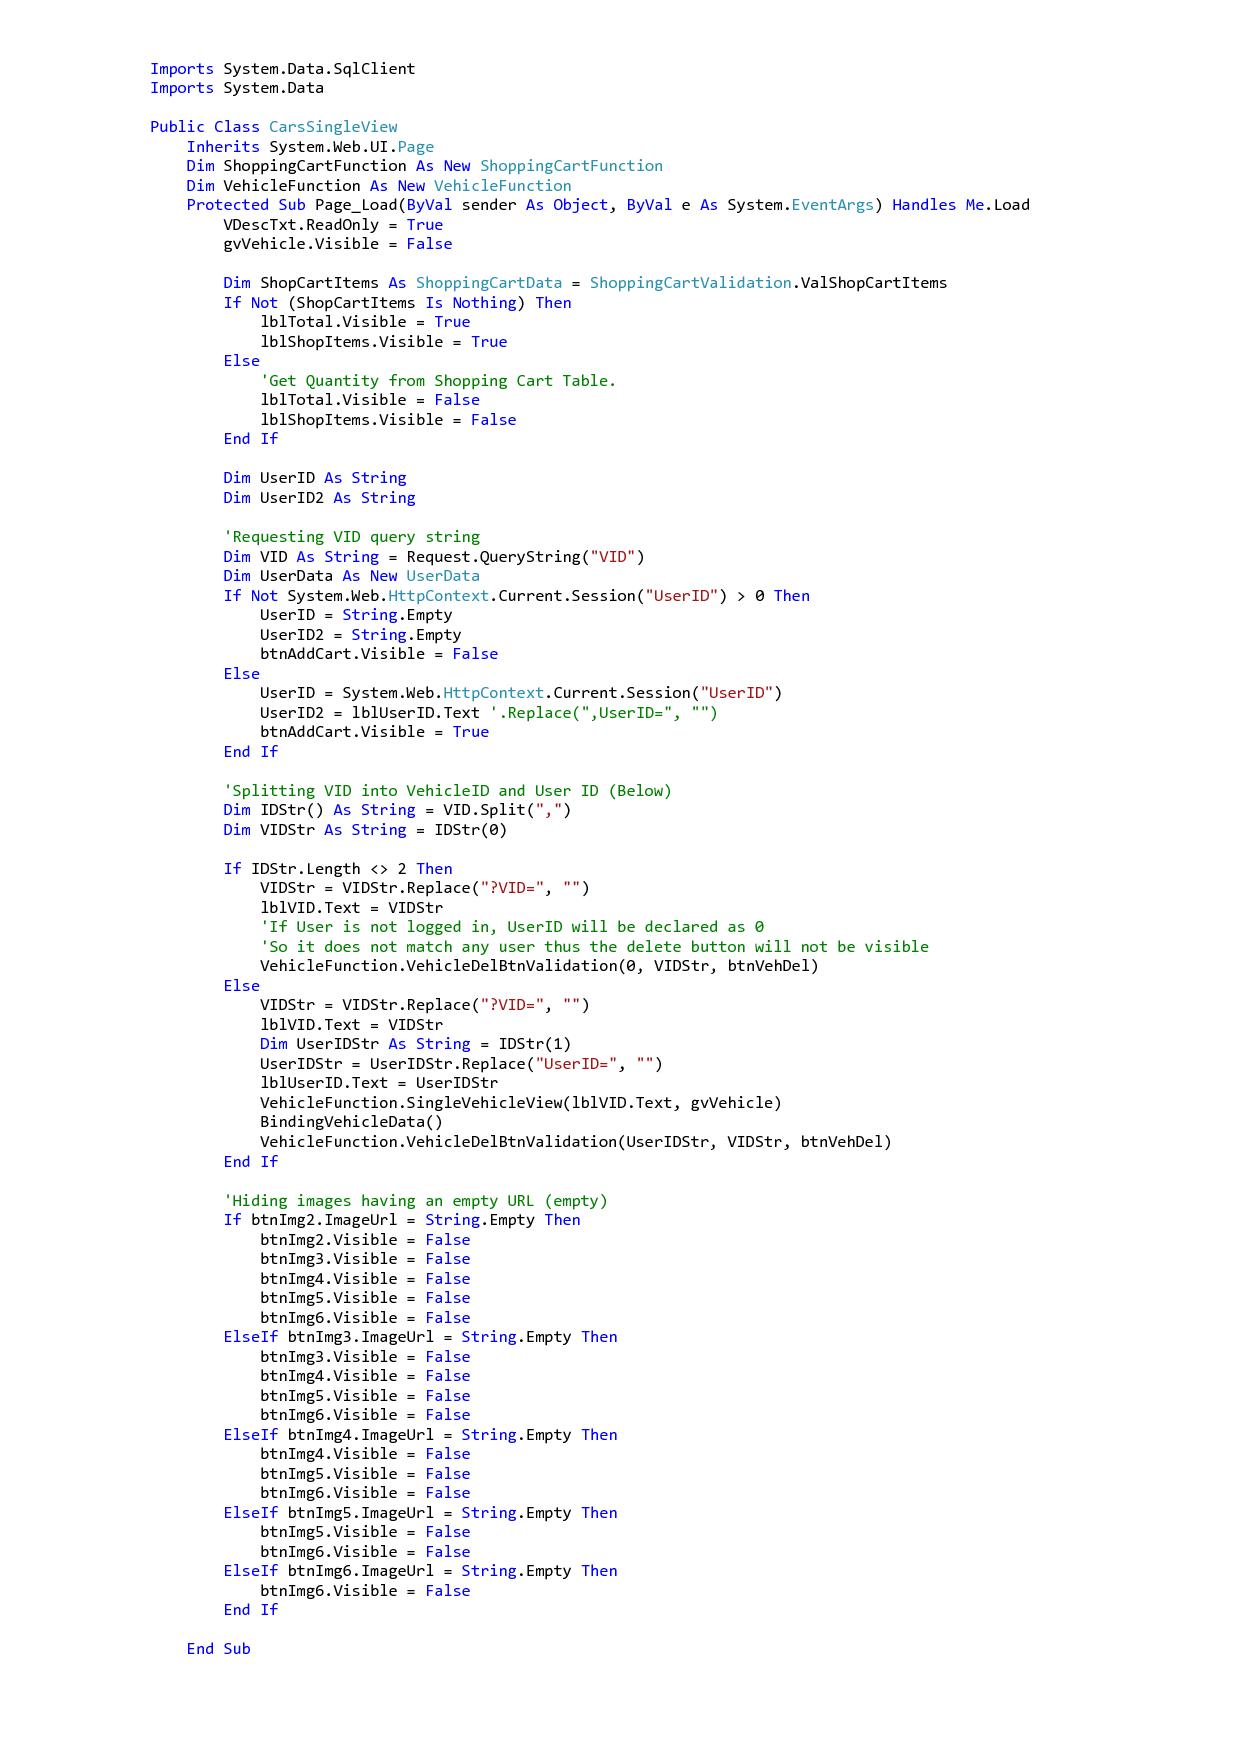 Imports System.Data.SqlClient
Imports System.Data
Public Class CarsSingleView
Inherits System.Web.UI.Page
Dim ShoppingCartFunction As New ShoppingCartFunction
Dim VehicleFunction As New VehicleFunction
Protected Sub Page_Load(ByVal sender As Object, ByVal e As System.EventArgs) Handles Me.Load
VDescTxt.ReadOnly = True
gvVehicle.Visible = False
Dim ShopCartItems As ShoppingCartData = ShoppingCartValidation.ValShopCartItems
If Not (ShopCartItems Is Nothing) Then
lblTotal.Visible = True
lblShopItems.Visible = True
Else
'Get Quantity from Shopping Cart Table.
lblTotal.Visible = False
lblShopItems.Visible = False
End If
Dim UserID As String
Dim UserID2 As String
'Requesting VID query string
Dim VID As String = Request.QueryString("VID")
Dim UserData As New UserData
If Not System.Web.HttpContext.Current.Session("UserID") > 0 Then
UserID = String.Empty
UserID2 = String.Empty
btnAddCart.Visible = False
Else
UserID = System.Web.HttpContext.Current.Session("UserID")
UserID2 = lblUserID.Text '.Replace(",UserID=", "")
btnAddCart.Visible = True
End If
'Splitting VID into VehicleID and User ID (Below)
Dim IDStr() As String = VID.Split(",")
Dim VIDStr As String = IDStr(0)
If IDStr.Length <> 2 Then
VIDStr = VIDStr.Replace("?VID=", "")
lblVID.Text = VIDStr
'If User is not logged in, UserID will be declared as 0
'So it does not match any user thus the delete button will not be visible
VehicleFunction.VehicleDelBtnValidation(0, VIDStr, btnVehDel)
Else
VIDStr = VIDStr.Replace("?VID=", "")
lblVID.Text = VIDStr
Dim UserIDStr As String = IDStr(1)
UserIDStr = UserIDStr.Replace("UserID=", "")
lblUserID.Text = UserIDStr
VehicleFunction.SingleVehicleView(lblVID.Text, gvVehicle)
BindingVehicleData()
VehicleFunction.VehicleDelBtnValidation(UserIDStr, VIDStr, btnVehDel)
End If
'Hiding images having an empty URL (empty)
If btnImg2.ImageUrl = String.Empty Then
btnImg2.Visible = False
btnImg3.Visible = False
btnImg4.Visible = False
btnImg5.Visible = False
btnImg6.Visible = False
ElseIf btnImg3.ImageUrl = String.Empty Then
btnImg3.Visible = False
btnImg4.Visible = False
btnImg5.Visible = False
btnImg6.Visible = False
ElseIf btnImg4.ImageUrl = String.Empty Then
btnImg4.Visible = False
btnImg5.Visible = False
btnImg6.Visible = False
ElseIf btnImg5.ImageUrl = String.Empty Then
btnImg5.Visible = False
btnImg6.Visible = False
ElseIf btnImg6.ImageUrl = String.Empty Then
btnImg6.Visible = False
End If
End Sub